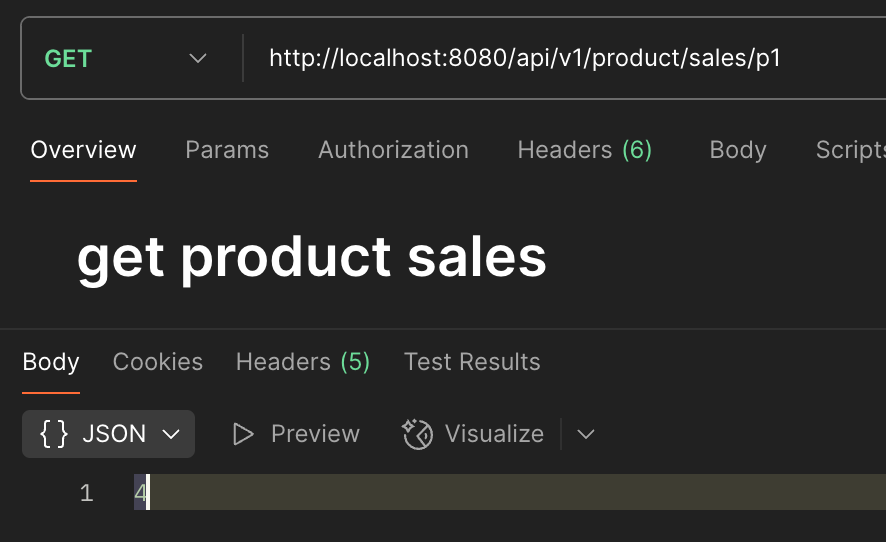 GET http://localhost:8080/api/v1/product/sales/p1
Overview Params Authorization Headers (6) Body Scripts
get product sales
Body Cookies Headers (5) Test Results
{} JSON Preview Visualize
1 4